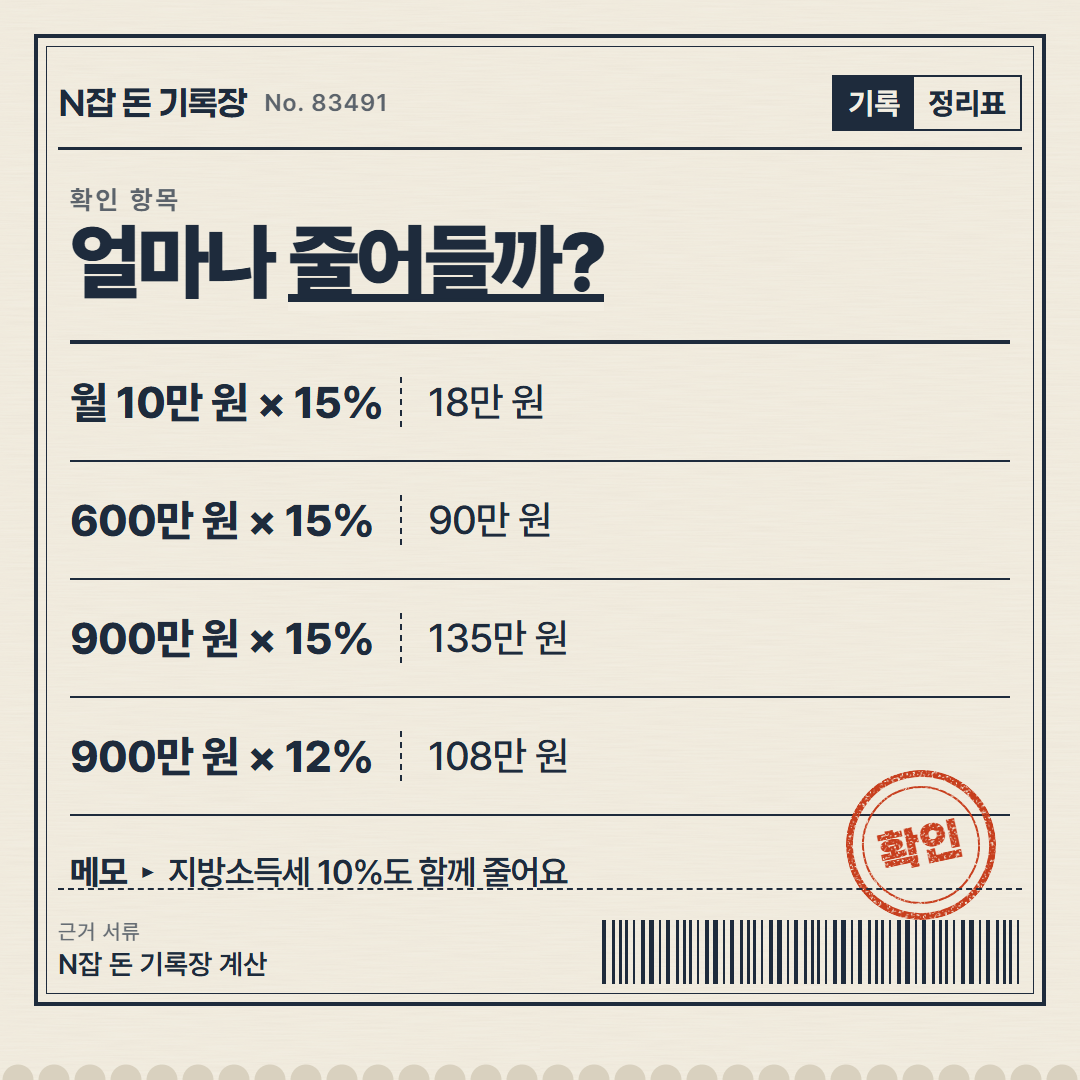 N잡 돈 기록장 No. 83491
기록 정리표
확인 항목
얼마나 줄어들까?
월 10만 원 × 15% 18만 원
600만 원 × 15% 90만 원
900만 원 × 15% 135만 원
900만 원 × 12% 108만 원
확인
메모 ▸ 지방소득세 10%도 함께 줄어요
근거 서류
N잡 돈 기록장 계산